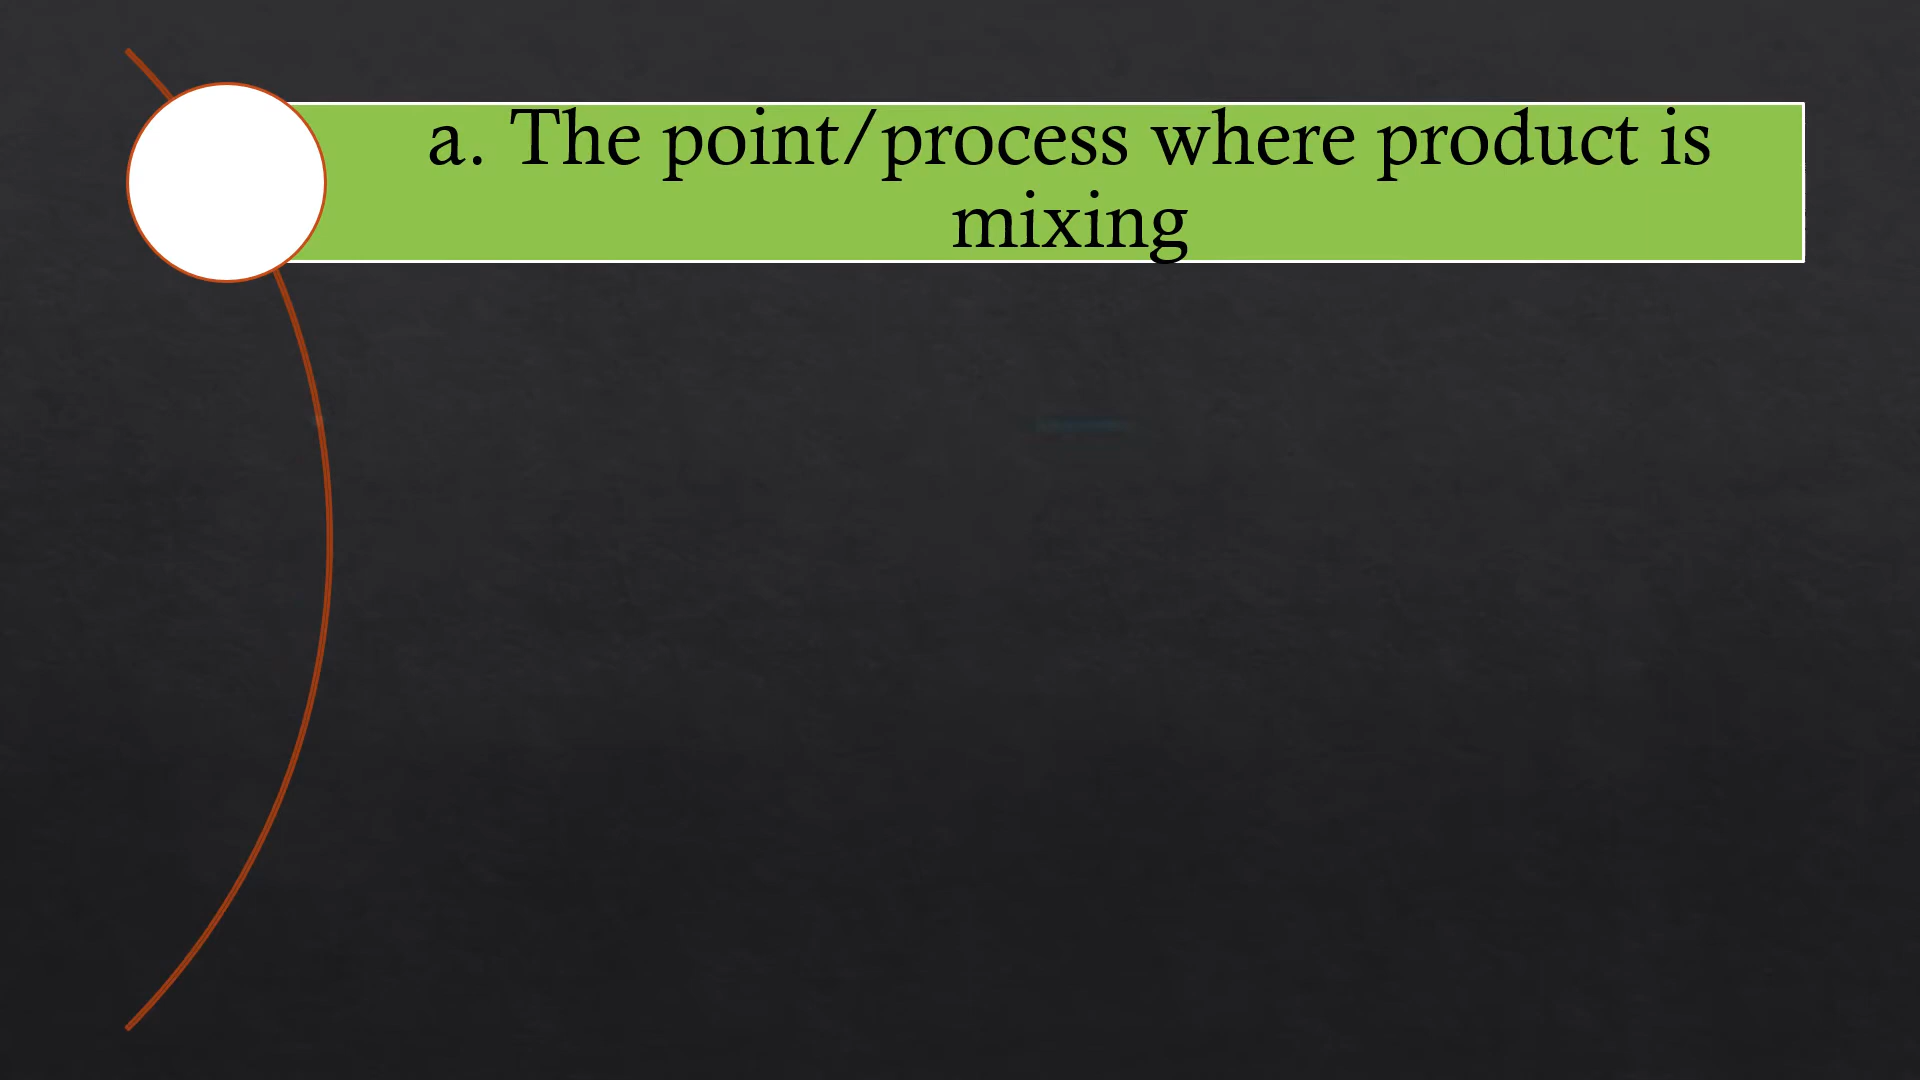 a. The point/process where product is
mixing